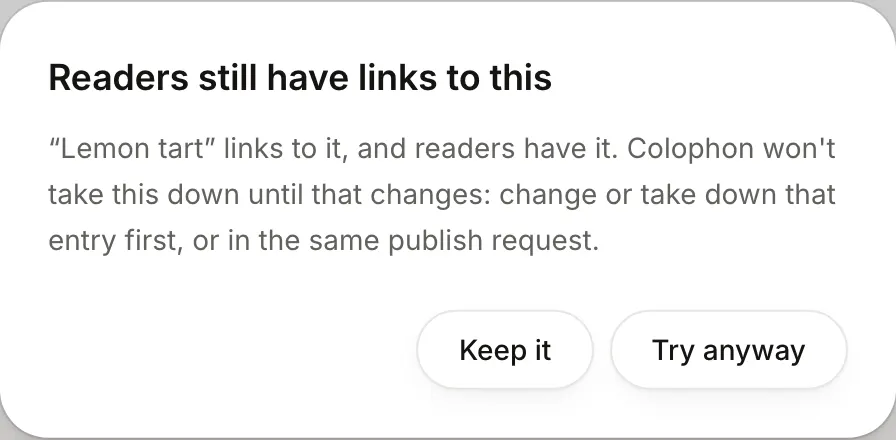 Readers still have links to this
“Lemon tart” links to it, and readers have it. Colophon won't
take this down until that changes: change or take down that
entry first, or in the same publish request.
Keep it
Try anyway